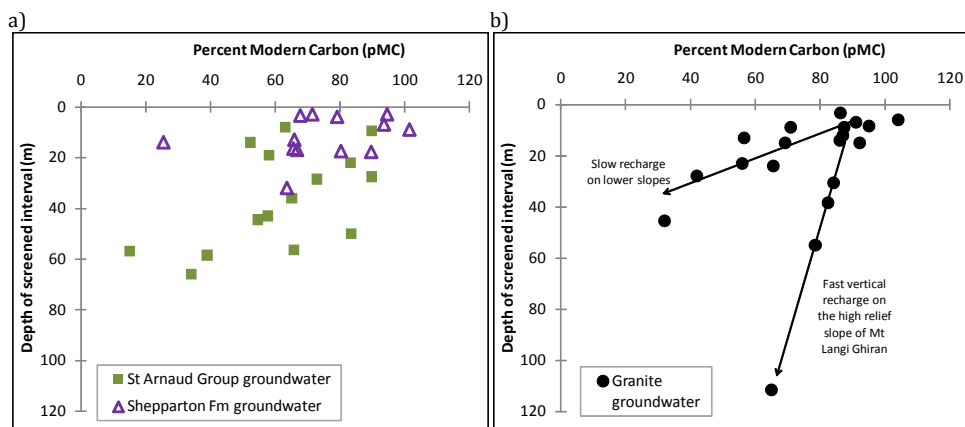 a)
Percent Modern Carbon (pMC)
0 20 40 60 80 100 120
Depth of screened interval (m)
0
20
40
60
80
100
120
St Arnaud Group groundwater
Shepparton Fm groundwater
b)
Percent Modern Carbon (pMC)
0 20 40 60 80 100 120
Depth of screened interval (m)
0
20
40
60
80
100
120
Slow recharge
on lower slopes
Fast vertical
recharge on
the high relief
slope of Mt
Langi Ghiran
Granite
groundwater